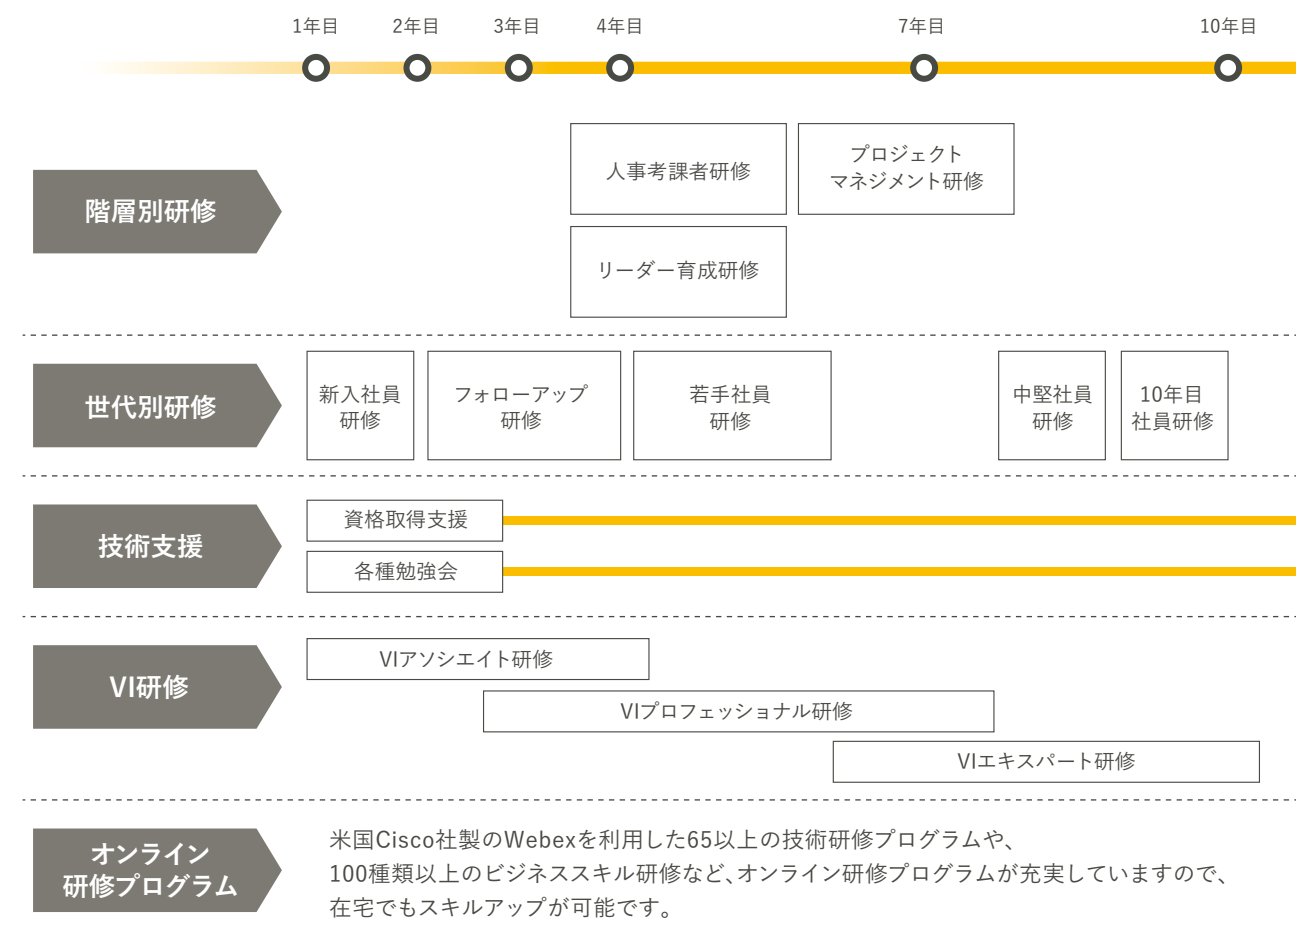 1年目
2年目
3年目
4年目
7年目
10年目
階層別研修
人事考課者研修
プロジェクト
マネジメント研修
リーダー育成研修
世代別研修
新入社員
研修
フォローアップ
研修
若手社員
研修
中堅社員
研修
10年目
社員研修
技術支援
資格取得支援
各種勉強会
VI研修
VIアソシエイト研修
VIプロフェッショナル研修
VIエキスパート研修
オンライン
研修プログラム
米国Cisco社製のWebexを利用した65以上の技術研修プログラムや、
100種類以上のビジネススキル研修など、オンライン研修プログラムが充実していますので、
在宅でもスキルアップが可能です。